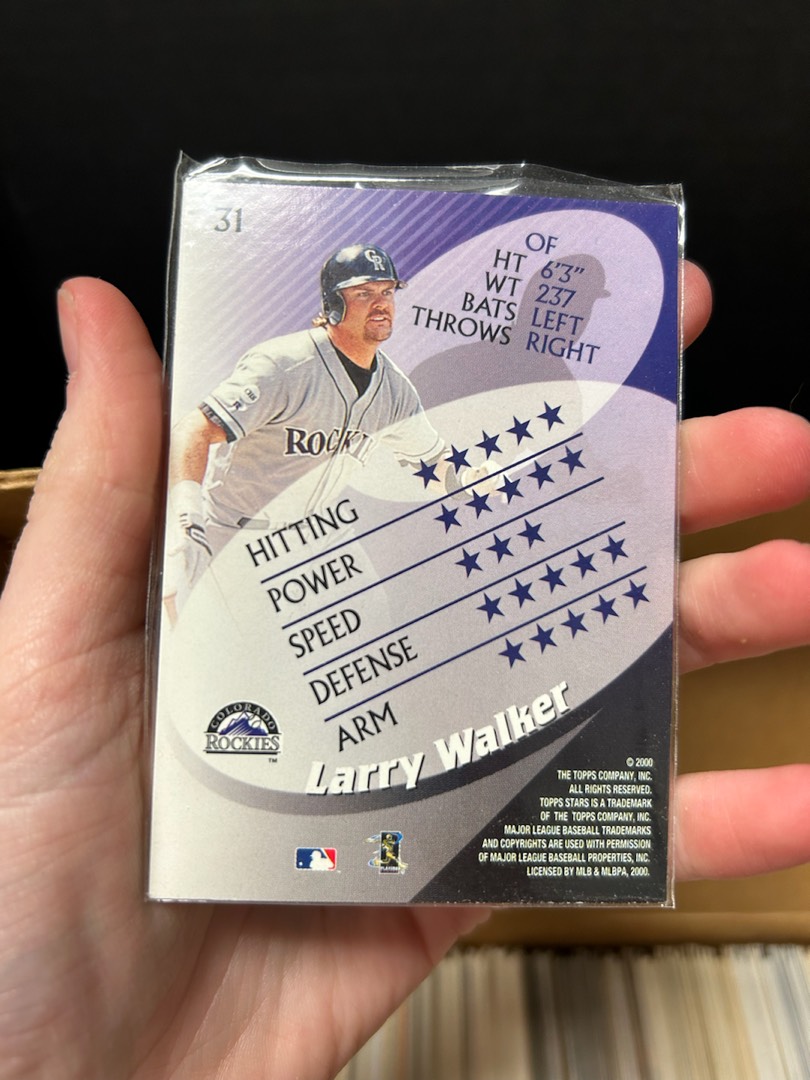 31
OF
HT 6'3"
WT 237
BATS LEFT
THROWS RIGHT
CR
ROCKI
HITTING ★★★★★
POWER ★★★★★
SPEED ★★★
DEFENSE ★★★★★
ARM ★★★★★
COLORADO
ROCKIES
TM
Larry Walker
© 2000
THE TOPPS COMPANY, INC.
ALL RIGHTS RESERVED.
TOPPS STARS IS A TRADEMARK
OF THE TOPPS COMPANY, INC.
MAJOR LEAGUE BASEBALL TRADEMARKS
AND COPYRIGHTS ARE USED WITH PERMISSION
OF MAJOR LEAGUE BASEBALL PROPERTIES, INC.
LICENSED BY MLB & MLBPA, 2000.